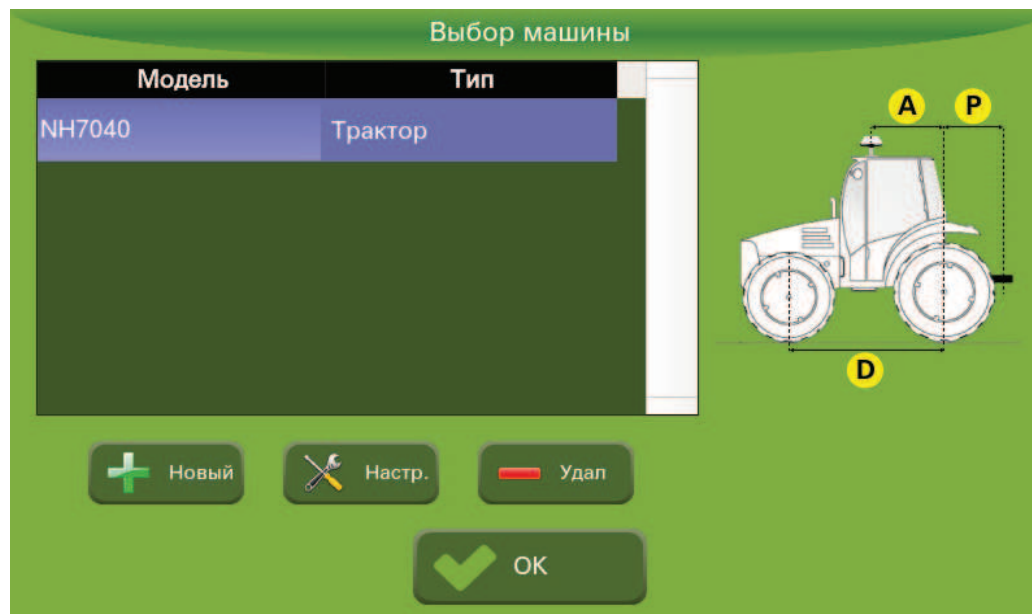 Выбор машины
Модель Тип
NH7040 Трактор
A P
D
Новый Настр. Удал
OK